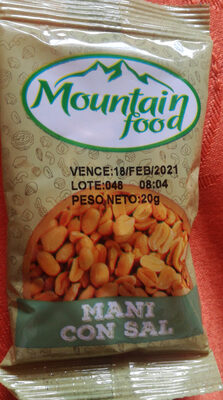 Mountain
food
VENCE:18/FEB/2021
LOTE:048 08:04
PESO NETO:20g
MANI
CON SAL